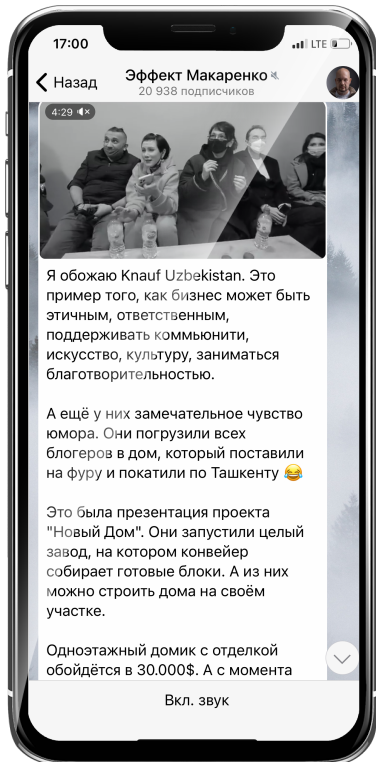 17:00
LTE
Назад
Эффект Макаренко
20 938 подписчиков
4:29
Я обожаю Knauf Uzbekistan. Это
пример того, как бизнес может быть
этичным, ответственным,
поддерживать коммьюнити,
искусство, культуру, заниматься
благотворительностью.
А ещё у них замечательное чувство
юмора. Они погрузили всех
блогеров в дом, который поставили
на фуру и покатили по Ташкенту 😂
Это была презентация проекта
"Новый Дом". Они запустили целый
завод, на котором конвейер
собирает готовые блоки. А из них
можно строить дома на своём
участке.
Одноэтажный домик с отделкой
обойдётся в 30.000$. А с момента
Вкл. звук